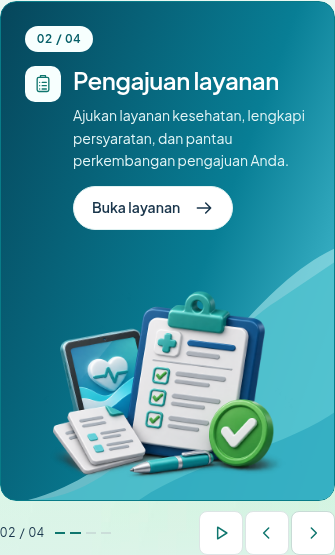 02 / 04
Pengajuan layanan
Ajukan layanan kesehatan, lengkapi
persyaratan, dan pantau
perkembangan pengajuan Anda.
Buka layanan
02 / 04